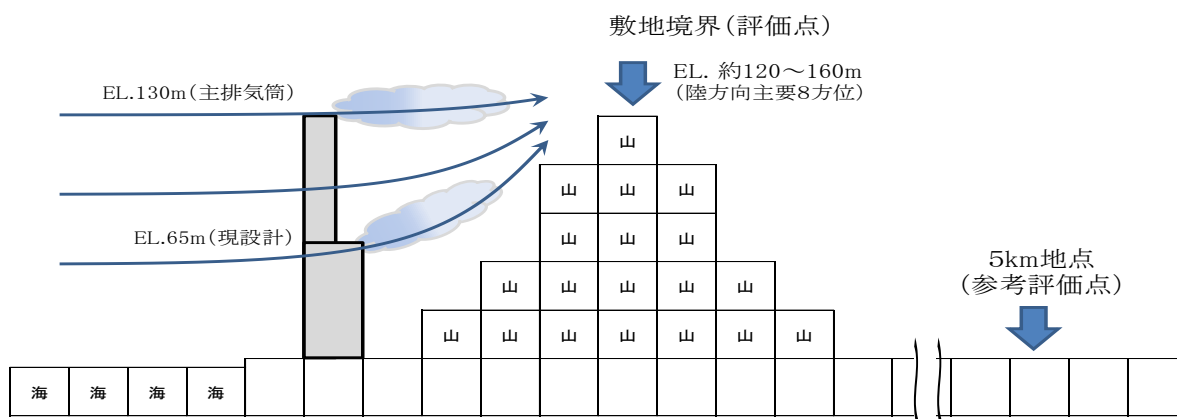 敷地境界(評価点)
EL. 約120～160m
(陸方向主要8方位)
EL.130m(主排気筒)
山
山 山 山
EL.65m(現設計)
山 山 山
5km地点
(参考評価点)
山 山 山 山 山
山 山 山 山 山 山 山
海 海 海 海